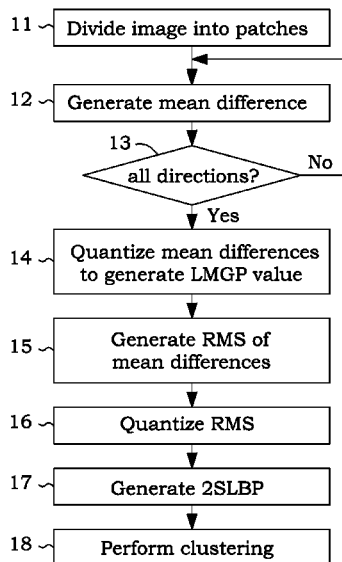 11
Divide image into patches
12
Generate mean difference
13
all directions?
No
Yes
14
Quantize mean differences
to generate LMGP value
15
Generate RMS of
mean differences
16
Quantize RMS
17
Generate 2SLBP
18
Perform clustering